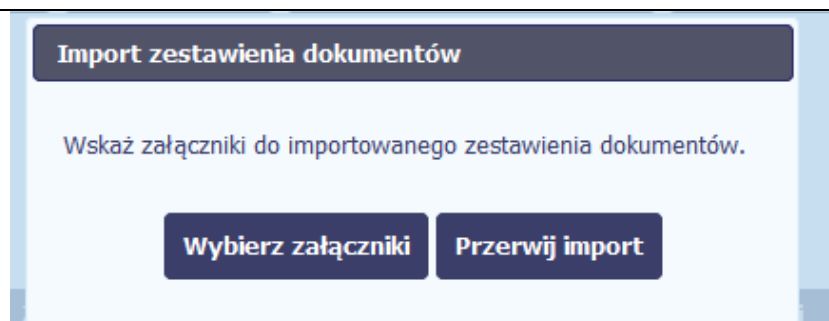 Import zestawienia dokumentów
Wskaż załączniki do importowanego zestawienia dokumentów.
Wybierz załączniki Przerwij import